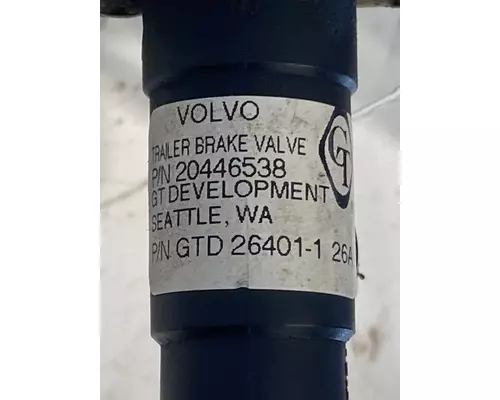 VOLVO
TRAILER BRAKE VALVE
P/N 20446538
GT DEVELOPMENT
SEATTLE, WA
P/N GTD 26401-1 26A
GT